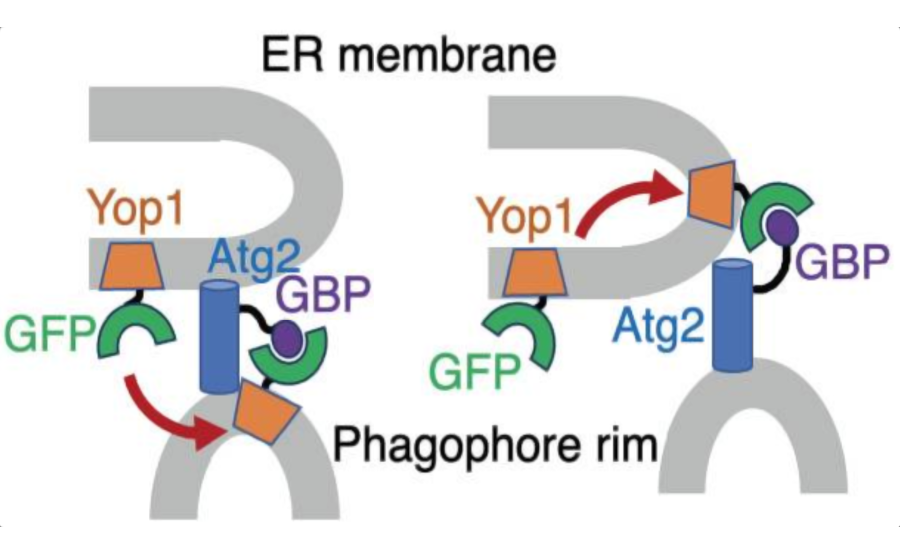 ER membrane
Yop1
Atg2
GBP
GFP
Yop1
GBP
Atg2
GFP
Phagophore rim